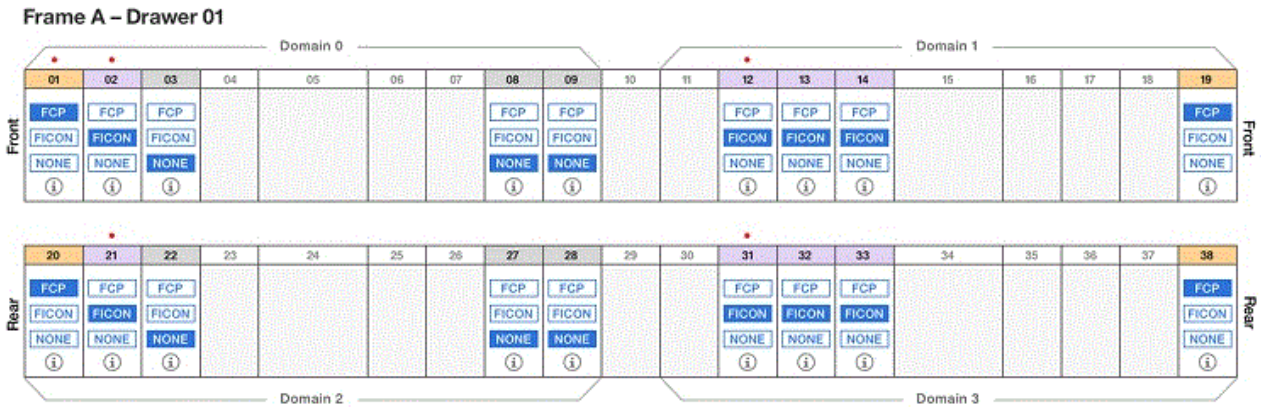 Frame A – Drawer 01
Domain 0 Domain 1
01 02 03 04 05 06 07 08 09 10 11 12 13 14 15 16 17 18 19
Front FCP FCP FCP FCP FCP FCP FCP FCP FCP Front
FICON FICON FICON FICON FICON FICON FICON FICON FICON
NONE NONE NONE NONE NONE NONE NONE NONE NONE
i i i i i i i i i
20 21 22 23 24 25 26 27 28 29 30 31 32 33 34 35 36 37 38
Rear FCP FCP FCP FCP FCP FCP FCP FCP FCP Rear
FICON FICON FICON FICON FICON FICON FICON FICON FICON
NONE NONE NONE NONE NONE NONE NONE NONE NONE
i i i i i i i i i
Domain 2 Domain 3